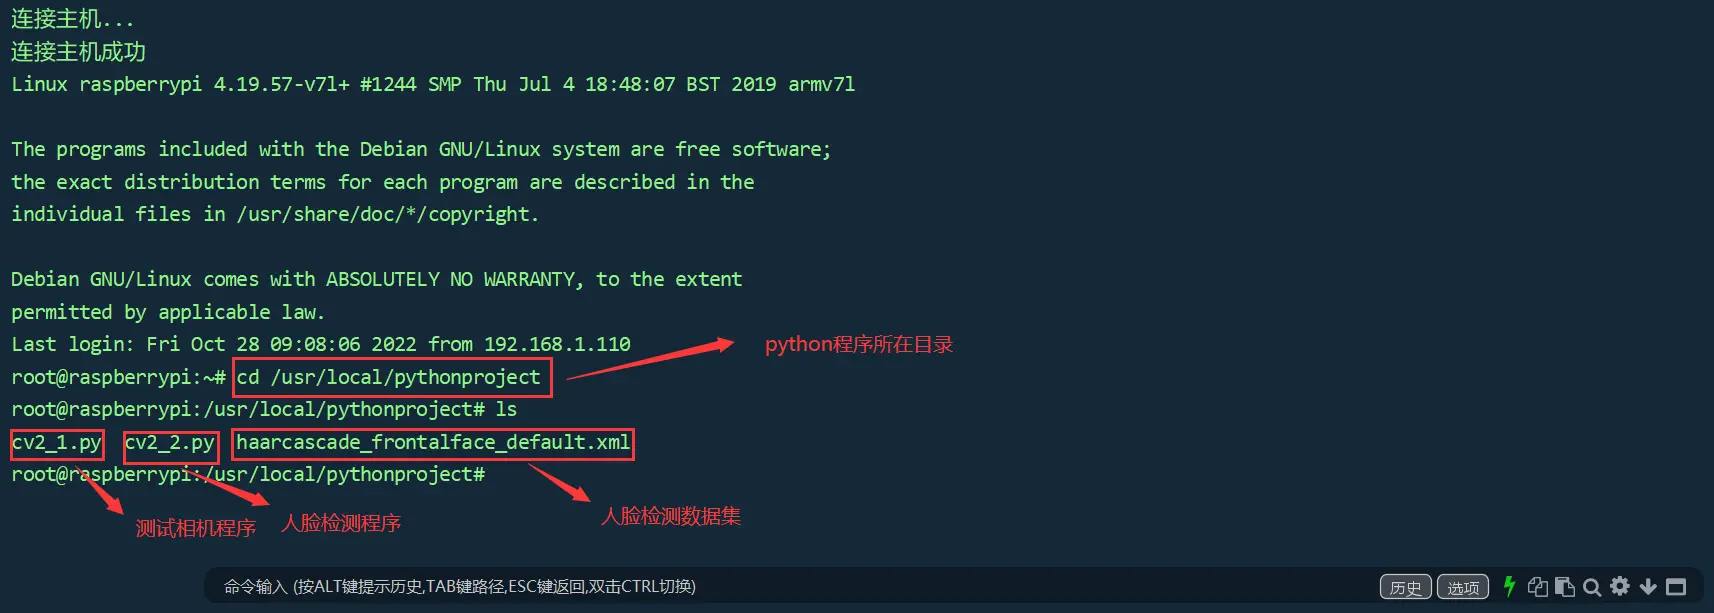 连接主机...
连接主机成功
Linux raspberrypi 4.19.57-v7l+ #1244 SMP Thu Jul 4 18:48:07 BST 2019 armv7l
The programs included with the Debian GNU/Linux system are free software;
the exact distribution terms for each program are described in the
individual files in /usr/share/doc/*/copyright.
Debian GNU/Linux comes with ABSOLUTELY NO WARRANTY, to the extent
permitted by applicable law.
Last login: Fri Oct 28 09:08:06 2022 from 192.168.1.110
python程序所在目录
root@raspberrypi:~# cd /usr/local/pythonproject
root@raspberrypi:/usr/local/pythonproject# ls
cv2_1.py cv2_2.py haarcascade_frontalface_default.xml
root@raspberrypi:/usr/local/pythonproject#
测试相机程序 人脸检测程序 人脸检测数据集
命令输入 (按ALT键提示历史,TAB键路径,ESC键返回,双击CTRL切换) 历史 选项